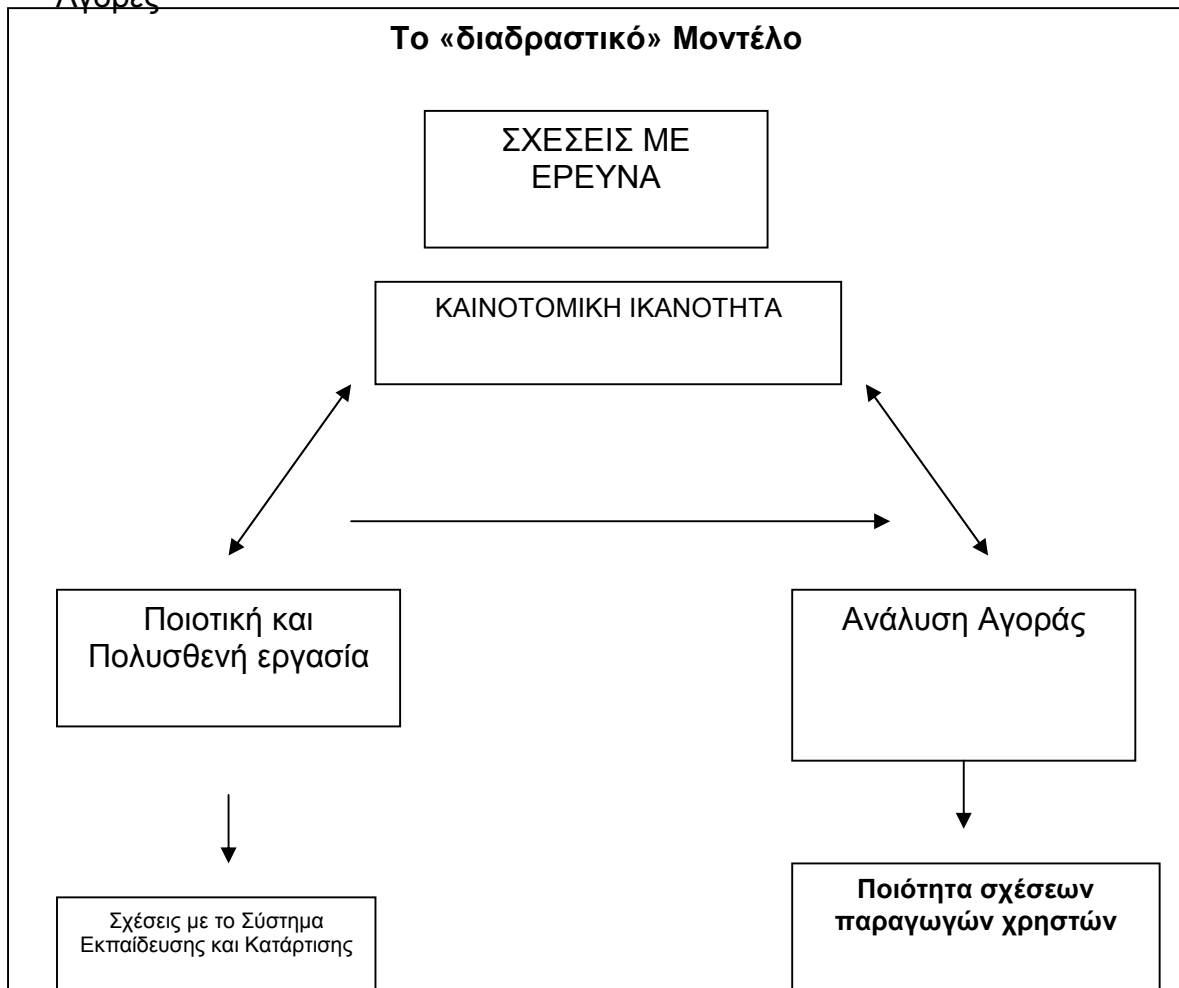 Αγορές
Το «διαδραστικό» Μοντέλο
ΣΧΕΣΕΙΣ ΜΕ
ΕΡΕΥΝΑ
ΚΑΙΝΟΤΟΜΙΚΗ ΙΚΑΝΟΤΗΤΑ
Ποιοτική και
Πολυσθενή εργασία
Ανάλυση Αγοράς
Σχέσεις με το Σύστημα
Εκπαίδευσης και Κατάρτισης
Ποιότητα σχέσεων
παραγωγών χρηστών